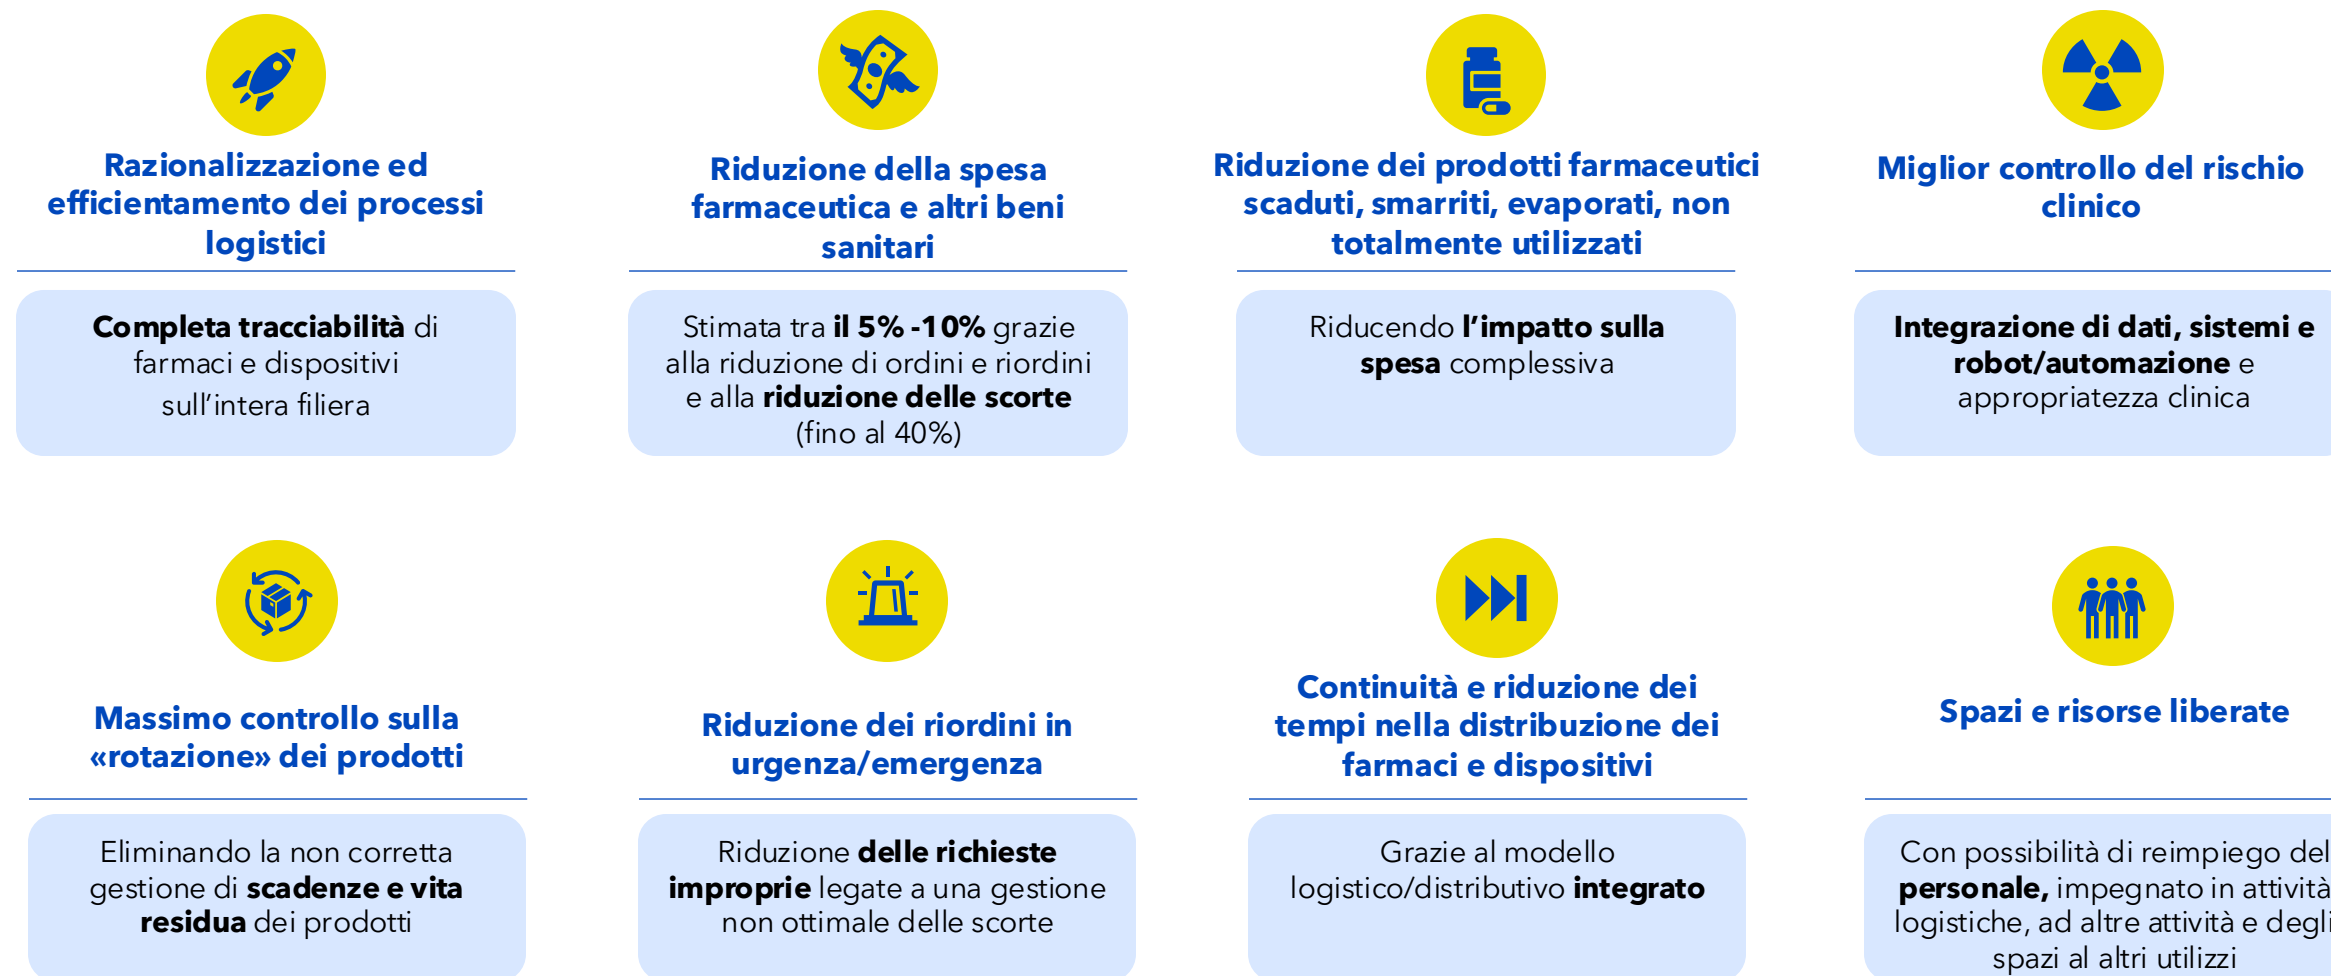 Razionalizzazione ed
efficientamento dei processi
logistici
Completa tracciabilità di
farmaci e dispositivi
sull’intera filiera
Riduzione della spesa
farmaceutica e altri beni
sanitari
Stimata tra il 5% -10% grazie
alla riduzione di ordini e riordini
e alla riduzione delle scorte
(fino al 40%)
Riduzione dei prodotti farmaceutici
scaduti, smarriti, evaporati, non
totalmente utilizzati
Riducendo l’impatto sulla
spesa complessiva
Miglior controllo del rischio
clinico
Integrazione di dati, sistemi e
robot/automazione e
appropriatezza clinica
Massimo controllo sulla
«rotazione» dei prodotti
Eliminando la non corretta
gestione di scadenze e vita
residua dei prodotti
Riduzione dei riordini in
urgenza/emergenza
Riduzione delle richieste
improprie legate a una gestione
non ottimale delle scorte
Continuità e riduzione dei
tempi nella distribuzione dei
farmaci e dispositivi
Grazie al modello
logistico/distributivo integrato
Spazi e risorse liberate
Con possibilità di reimpiego del
personale, impegnato in attività
logistiche, ad altre attività e degli
spazi al altri utilizzi